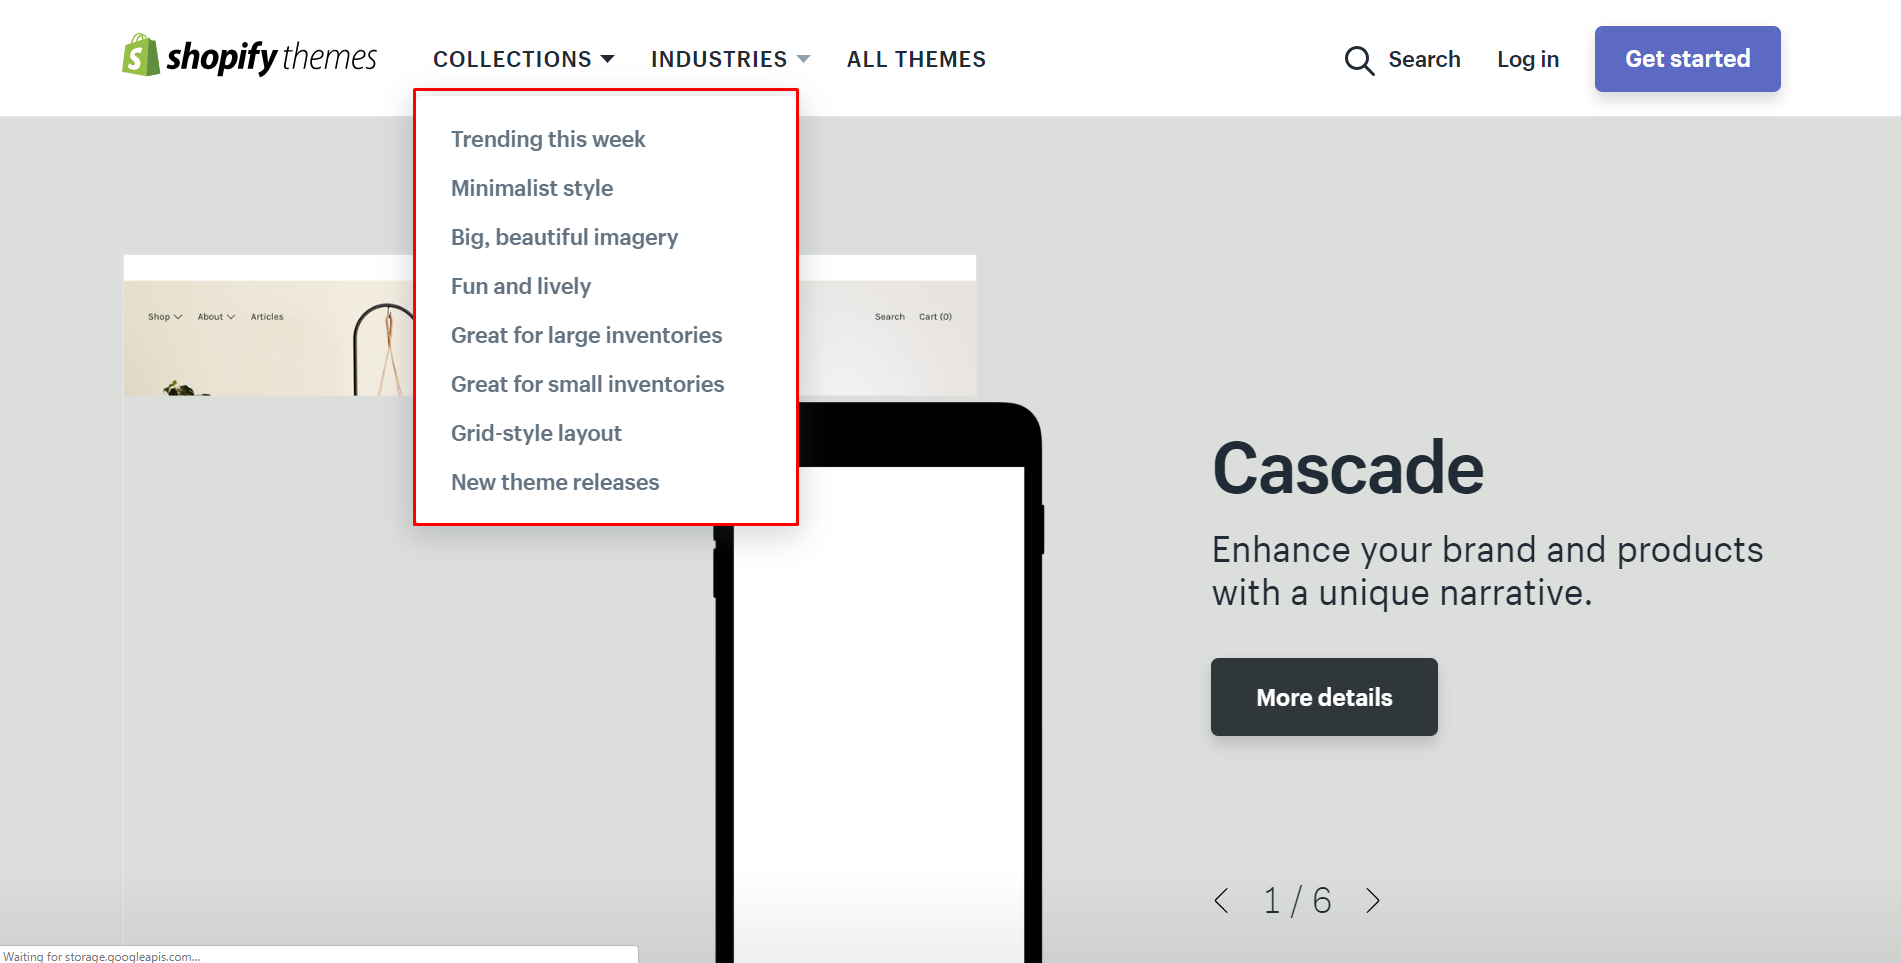 shopify themes
COLLECTIONS
INDUSTRIES
ALL THEMES
Search
Log in
Get started
Trending this week
Minimalist style
Big, beautiful imagery
Fun and lively
Great for large inventories
Great for small inventories
Grid-style layout
New theme releases
Shop
About
Articles
Search
Cart (0)
Cascade
Enhance your brand and products
with a unique narrative.
More details
1 / 6
Waiting for storage.googleapis.com...